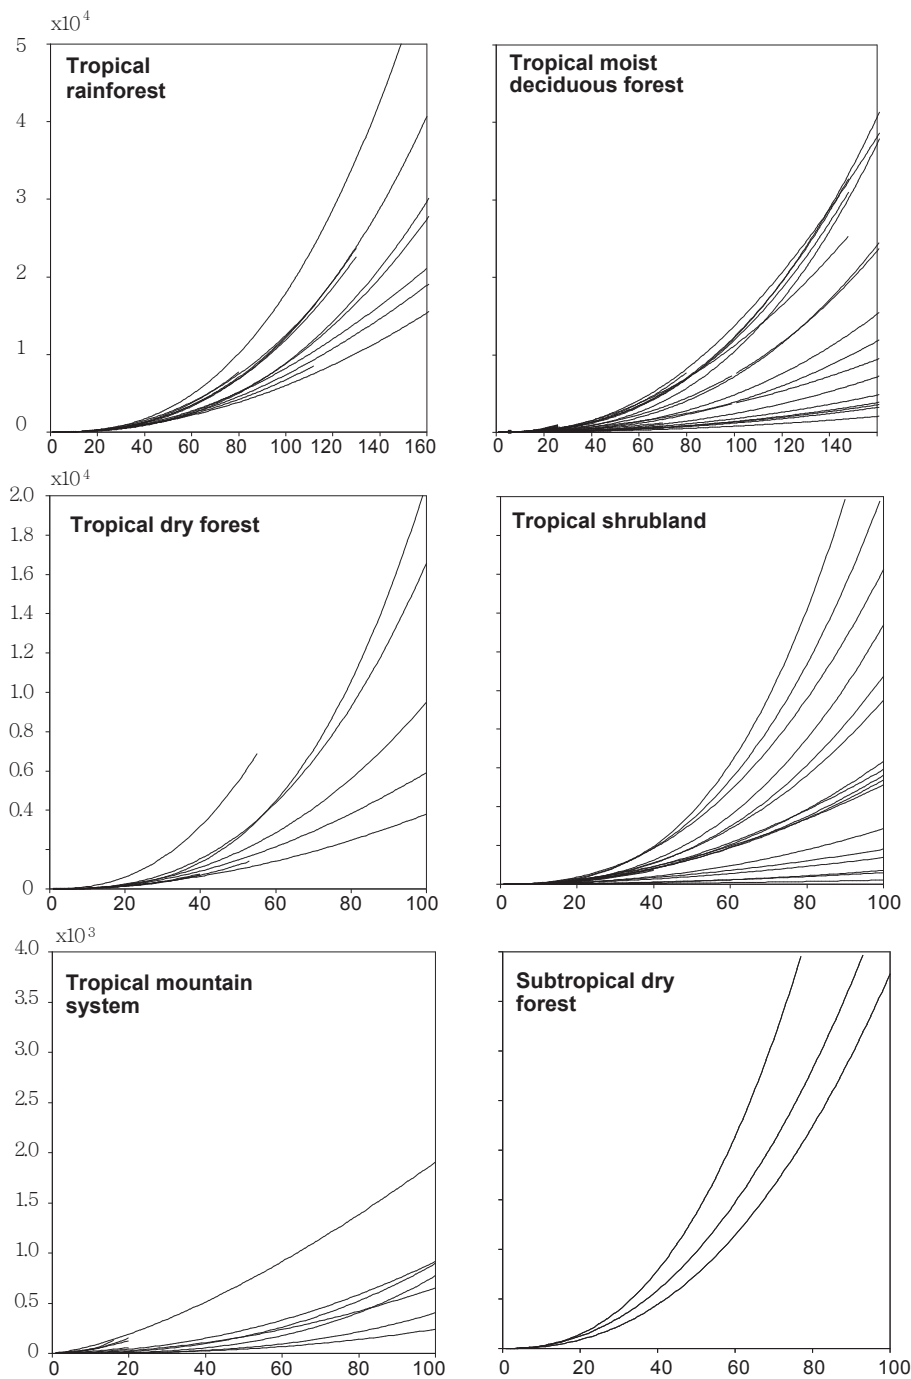 x10⁴
5
4
3
2
1
0
Tropical
rainforest
0 20 40 60 80 100 120 140 160
Tropical moist
deciduous forest
0 20 40 60 80 100 120 140
x10⁴
2.0
1.8
1.6
1.4
1.2
1.0
0.8
0.6
0.4
0.2
0
Tropical dry forest
0 20 40 60 80 100
Tropical shrubland
0 20 40 60 80 100
x10³
4.0
3.5
3.0
2.5
2.0
1.5
1.0
0.5
0
Tropical mountain
system
0 20 40 60 80 100
Subtropical dry
forest
0 20 40 60 80 100